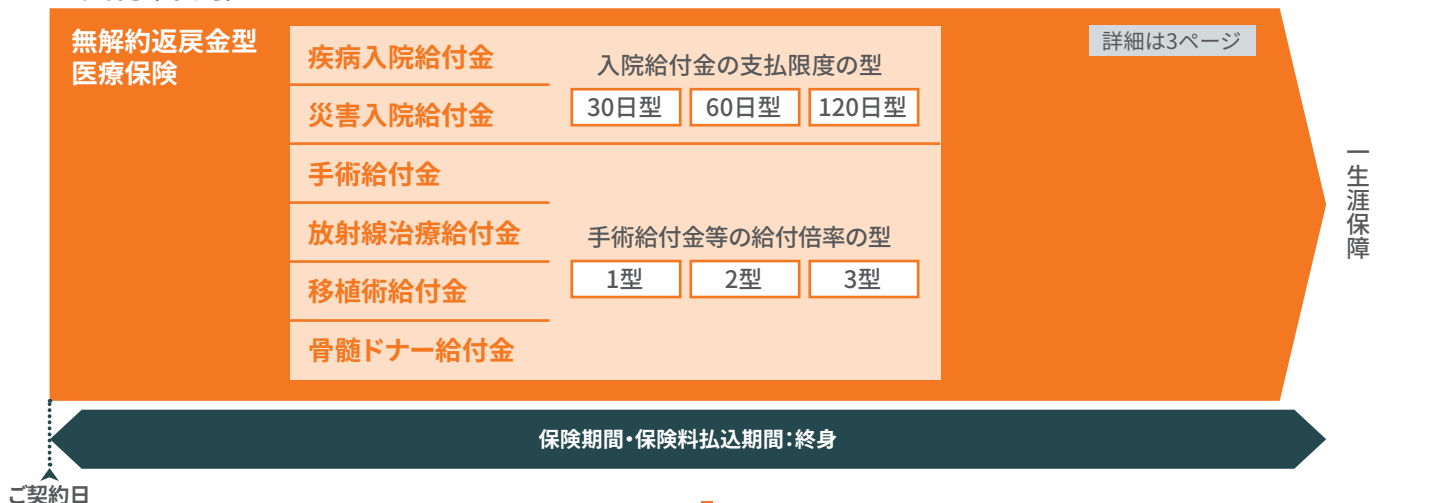 無解約返戻金型
医療保険
疾病入院給付金
災害入院給付金
入院給付金の支払限度の型
30日型 60日型 120日型
手術給付金
放射線治療給付金
移植術給付金
骨髄ドナー給付金
手術給付金等の給付倍率の型
1型 2型 3型
詳細は3ページ
一生涯保障
保険期間・保険料払込期間：終身
ご契約日